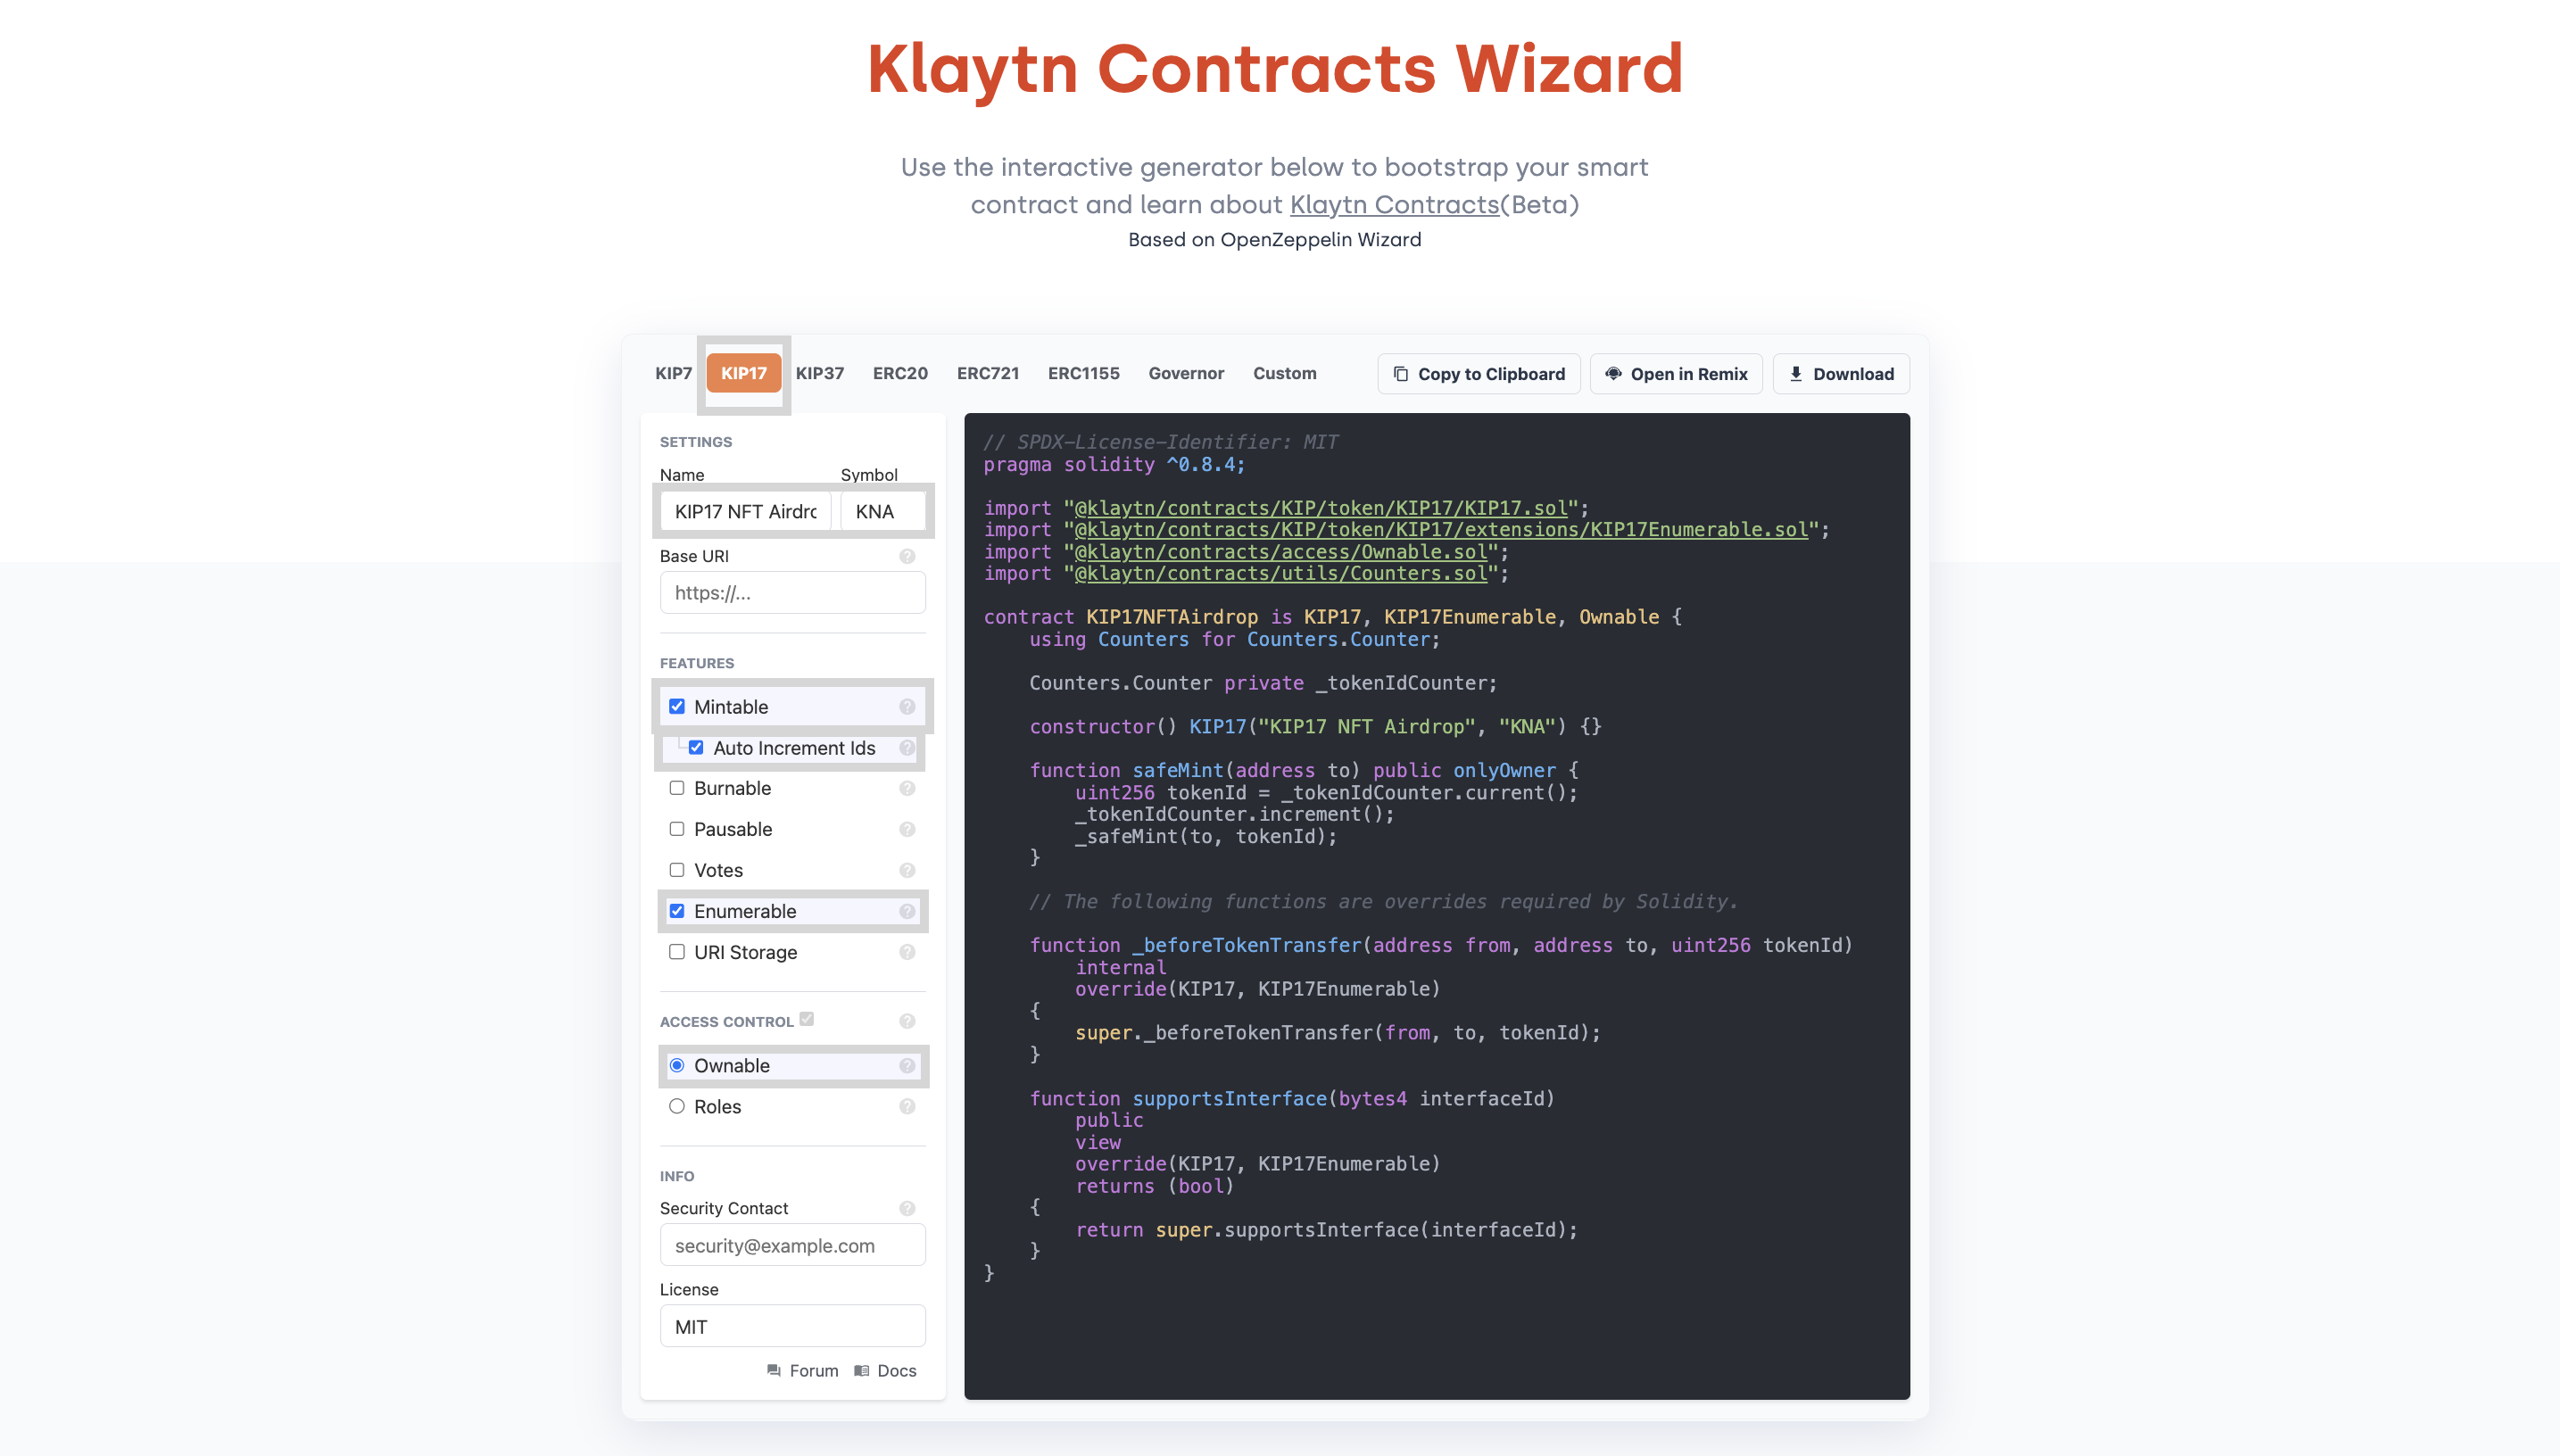 Klaytn Contracts Wizard
Use the interactive generator below to bootstrap your smart
contract and learn about Klaytn Contracts(Beta)
Based on OpenZeppelin Wizard
KIP7 KIP17 KIP37 ERC20 ERC721 ERC1155 Governor Custom Copy to Clipboard Open in Remix Download
SETTINGS
Name Symbol
KIP17 NFT Airdrc KNA
Base URI ?
https://...
FEATURES
Mintable ?
Auto Increment Ids ?
Burnable ?
Pausable ?
Votes ?
Enumerable ?
URI Storage ?
ACCESS CONTROL ?
Ownable ?
Roles ?
INFO
Security Contact ?
security@example.com
License
MIT
Forum Docs
// SPDX-License-Identifier: MIT
pragma solidity ^0.8.4;
import "@klaytn/contracts/KIP/token/KIP17/KIP17.sol";
import "@klaytn/contracts/KIP/token/KIP17/extensions/KIP17Enumerable.sol";
import "@klaytn/contracts/access/Ownable.sol";
import "@klaytn/contracts/utils/Counters.sol";
contract KIP17NFTAirdrop is KIP17, KIP17Enumerable, Ownable {
using Counters for Counters.Counter;
Counters.Counter private _tokenIdCounter;
constructor() KIP17("KIP17 NFT Airdrop", "KNA") {}
function safeMint(address to) public onlyOwner {
uint256 tokenId = _tokenIdCounter.current();
_tokenIdCounter.increment();
_safeMint(to, tokenId);
}
// The following functions are overrides required by Solidity.
function _beforeTokenTransfer(address from, address to, uint256 tokenId)
internal
override(KIP17, KIP17Enumerable)
{
super._beforeTokenTransfer(from, to, tokenId);
}
function supportsInterface(bytes4 interfaceId)
public
view
override(KIP17, KIP17Enumerable)
returns (bool)
{
return super.supportsInterface(interfaceId);
}
}